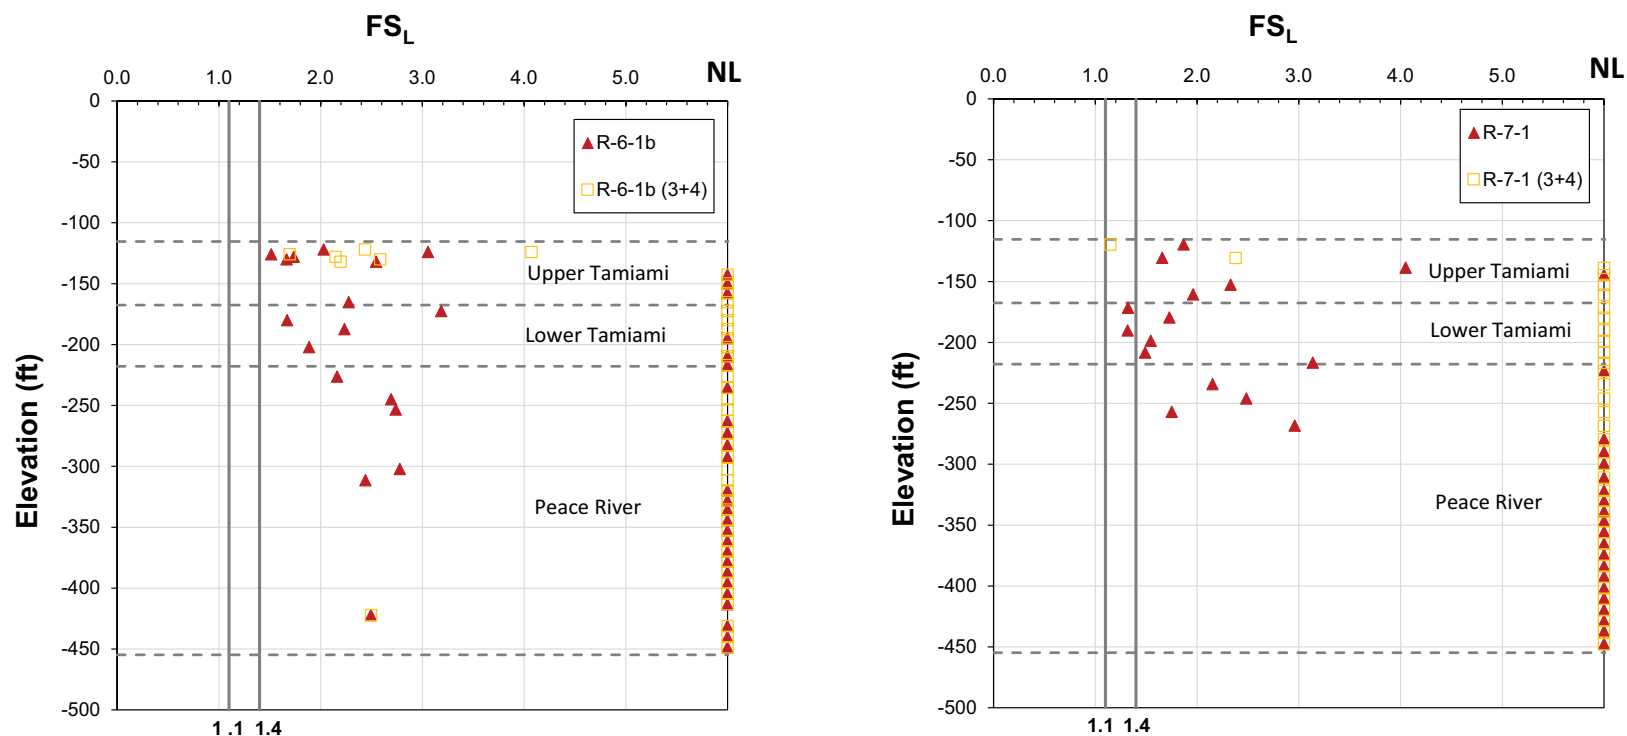 FSL
0.0 1.0 2.0 3.0 4.0 5.0 NL
0
-50
-100
-150
-200
-250
-300
-350
-400
-450
-500
Elevation (ft)
R-6-1b
R-6-1b (3+4)
Upper Tamiami
Lower Tamiami
Peace River
1.1 1.4
FSL
0.0 1.0 2.0 3.0 4.0 5.0 NL
0
-50
-100
-150
-200
-250
-300
-350
-400
-450
-500
Elevation (ft)
R-7-1
R-7-1 (3+4)
Upper Tamiami
Lower Tamiami
Peace River
1.1 1.4